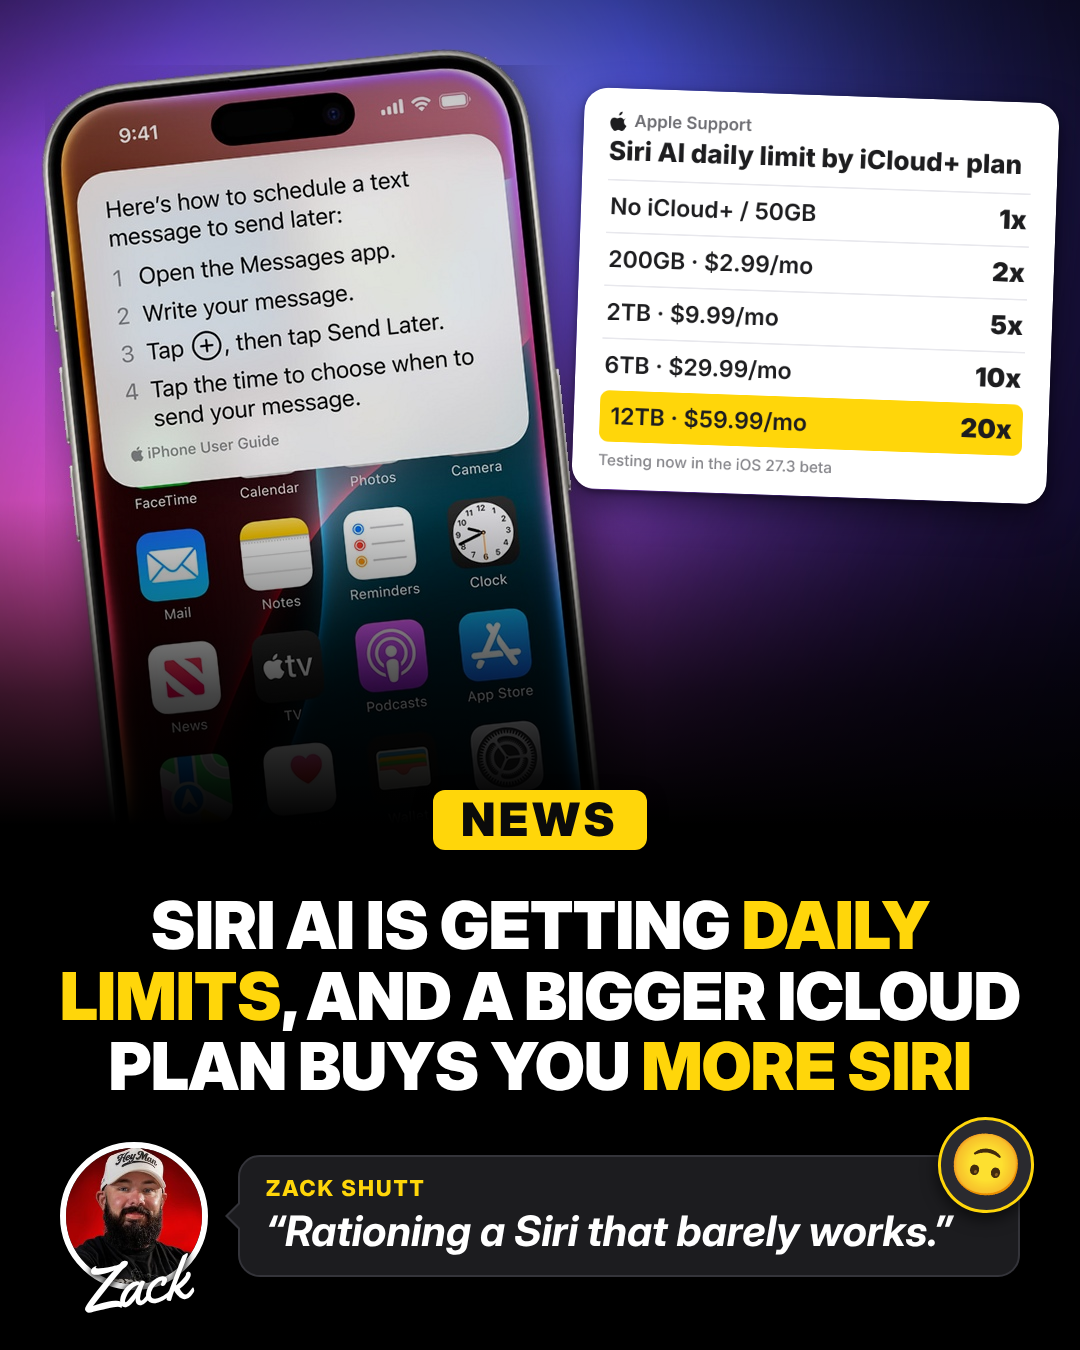 9:41
Here's how to schedule a text
message to send later:
1 Open the Messages app.
2 Write your message.
3 Tap +, then tap Send Later.
4 Tap the time to choose when to
send your message.
iPhone User Guide
FaceTime
Calendar
Photos
Camera
Mail
Notes
Reminders
Clock
News
tv
TV
Podcasts
App Store
Apple Support
Siri AI daily limit by iCloud+ plan
No iCloud+ / 50GB 1x
200GB · $2.99/mo 2x
2TB · $9.99/mo 5x
6TB · $29.99/mo 10x
12TB · $59.99/mo 20x
Testing now in the iOS 27.3 beta
NEWS
SIRI AI IS GETTING DAILY
LIMITS, AND A BIGGER ICLOUD
PLAN BUYS YOU MORE SIRI
Hey Man
Zack
ZACK SHUTT
“Rationing a Siri that barely works.”